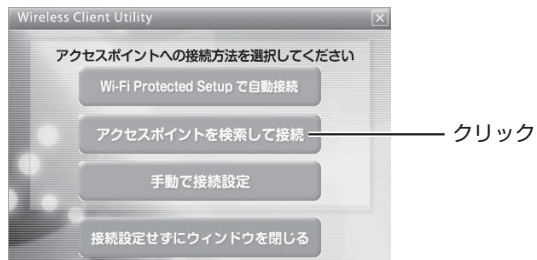 Wireless Client Utility
アクセスポイントへの接続方法を選択してください
Wi-Fi Protected Setup で自動接続
アクセスポイントを検索して接続
クリック
手動で接続設定
接続設定せずにウィンドウを閉じる